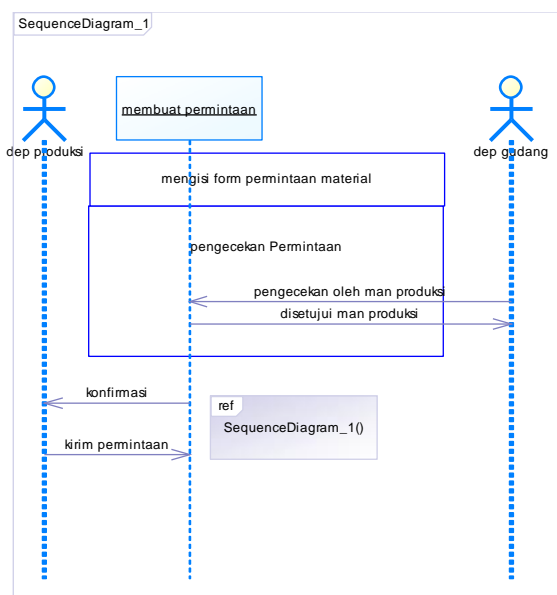 SequenceDiagram_1
membuat permintaan
dep produksi
dep gudang
mengisi form permintaan material
pengecekan Permintaan
pengecekan oleh man produksi
disetujui man produksi
konfirmasi
ref
SequenceDiagram_1()
kirim permintaan